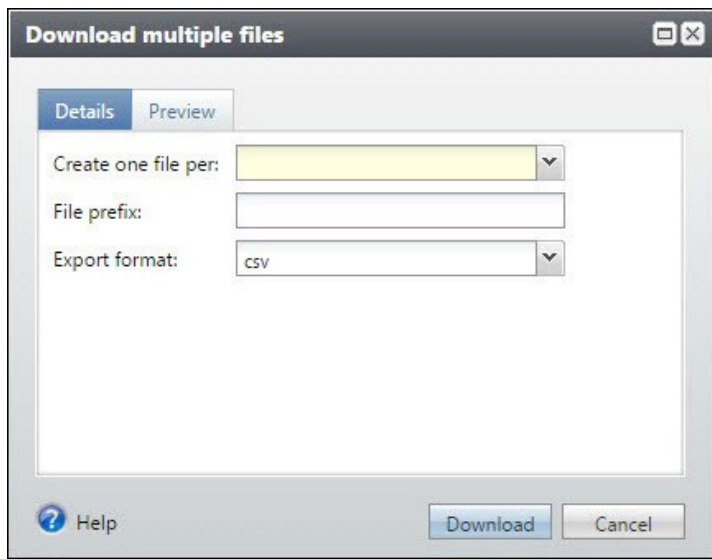 Download multiple files
Details Preview
Create one file per:
File prefix:
Export format: csv
? Help Download Cancel